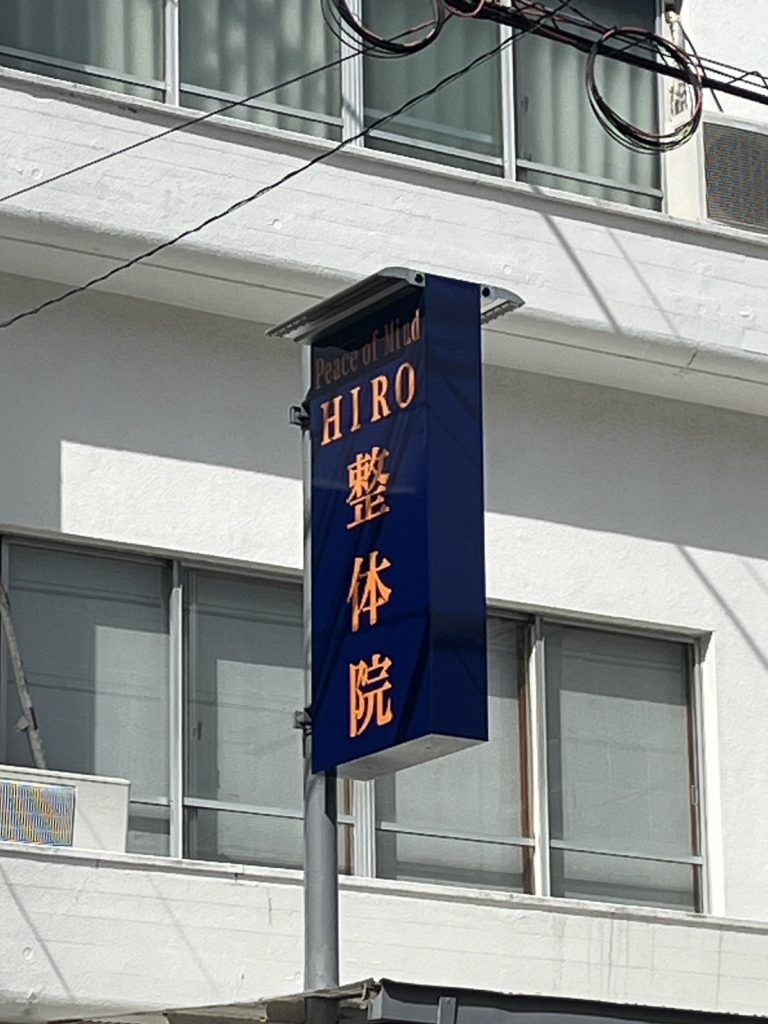 Peace of Mind
HIRO
整体院